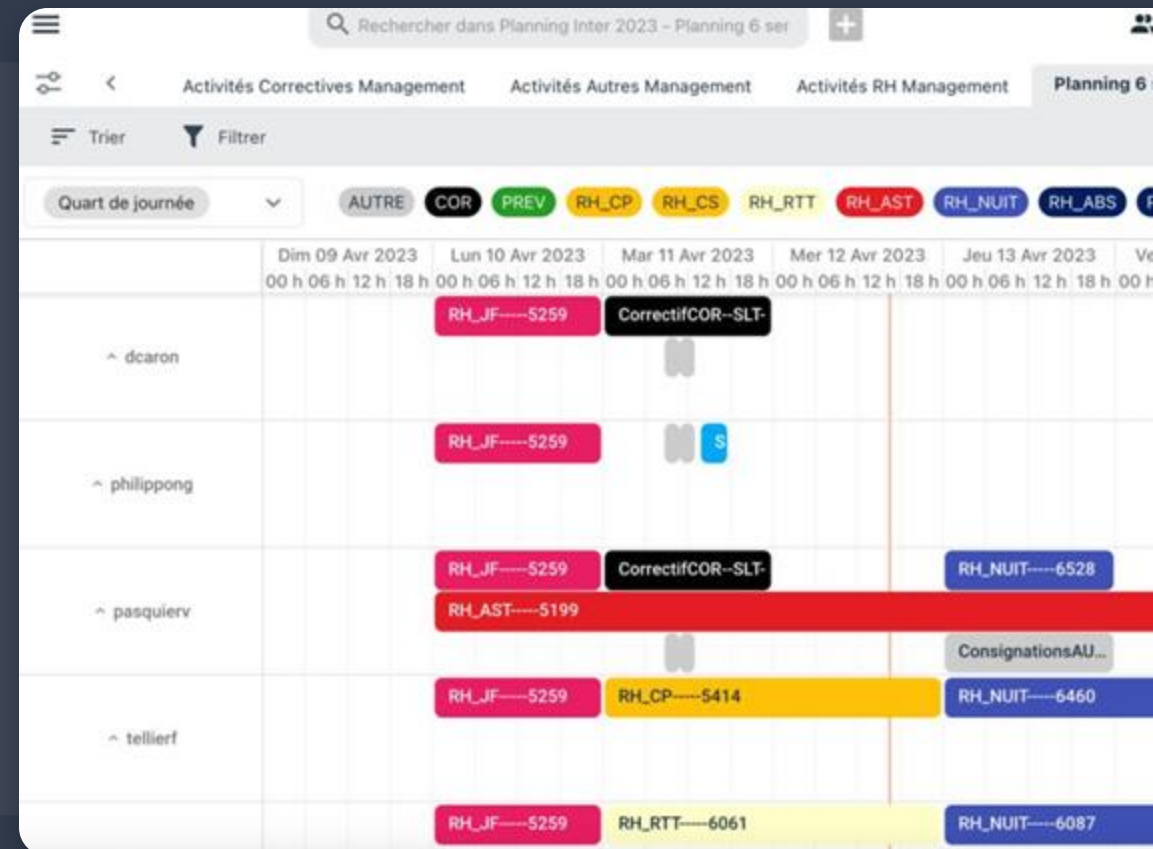 Rechercher dans Planning Inter 2023 - Planning 6 ser
Activités Correctives Management Activités Autres Management Activités RH Management Planning 6
Trier Filtrer
Quart de journée AUTRE COR PREV RH_CP RH_CS RH_RTT RH_AST RH_NUIT RH_ABS
Dim 09 Avr 2023 Lun 10 Avr 2023 Mar 11 Avr 2023 Mer 12 Avr 2023 Jeu 13 Avr 2023 Ve
00 h 06 h 12 h 18 h 00 h 06 h 12 h 18 h 00 h 06 h 12 h 18 h 00 h 06 h 12 h 18 h 00 h 06 h 12 h 18 h 00 h
RH_JF-----5259 CorrectifCOR--SLT-
dcaron
RH_JF-----5259 S
philippong
RH_JF-----5259 CorrectifCOR--SLT- RH_NUIT-----6528
pasquierv RH_AST-----5199
ConsignationsAU...
RH_JF-----5259 RH_CP-----5414 RH_NUIT-----6460
tellierf
RH_JF-----5259 RH_RTT-----6061 RH_NUIT-----6087